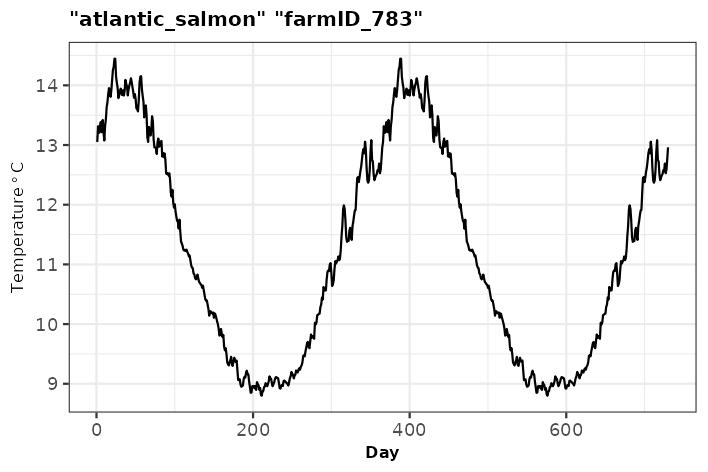 "atlantic_salmon" "farmID_783"
14
13
12
11
10
9
Temperature ° C
0 200 400 600
Day